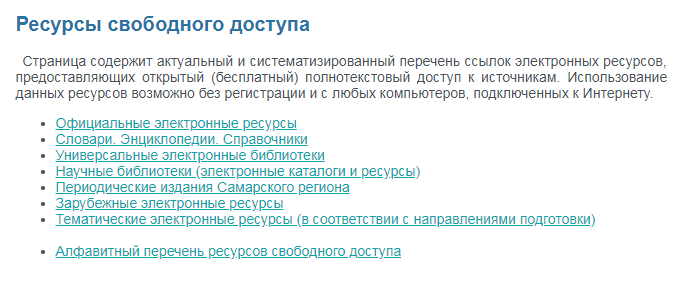 Ресурсы свободного доступа
Страница содержит актуальный и систематизированный перечень ссылок электронных ресурсов,
предоставляющих открытый (бесплатный) полнотекстовый доступ к источникам. Использование
данных ресурсов возможно без регистрации и с любых компьютеров, подключенных к Интернету.
• Официальные электронные ресурсы
• Словари. Энциклопедии. Справочники
• Универсальные электронные библиотеки
• Научные библиотеки (электронные каталоги и ресурсы)
• Периодические издания Самарского региона
• Зарубежные электронные ресурсы
• Тематические электронные ресурсы (в соответствии с направлениями подготовки)
• Алфавитный перечень ресурсов свободного доступа